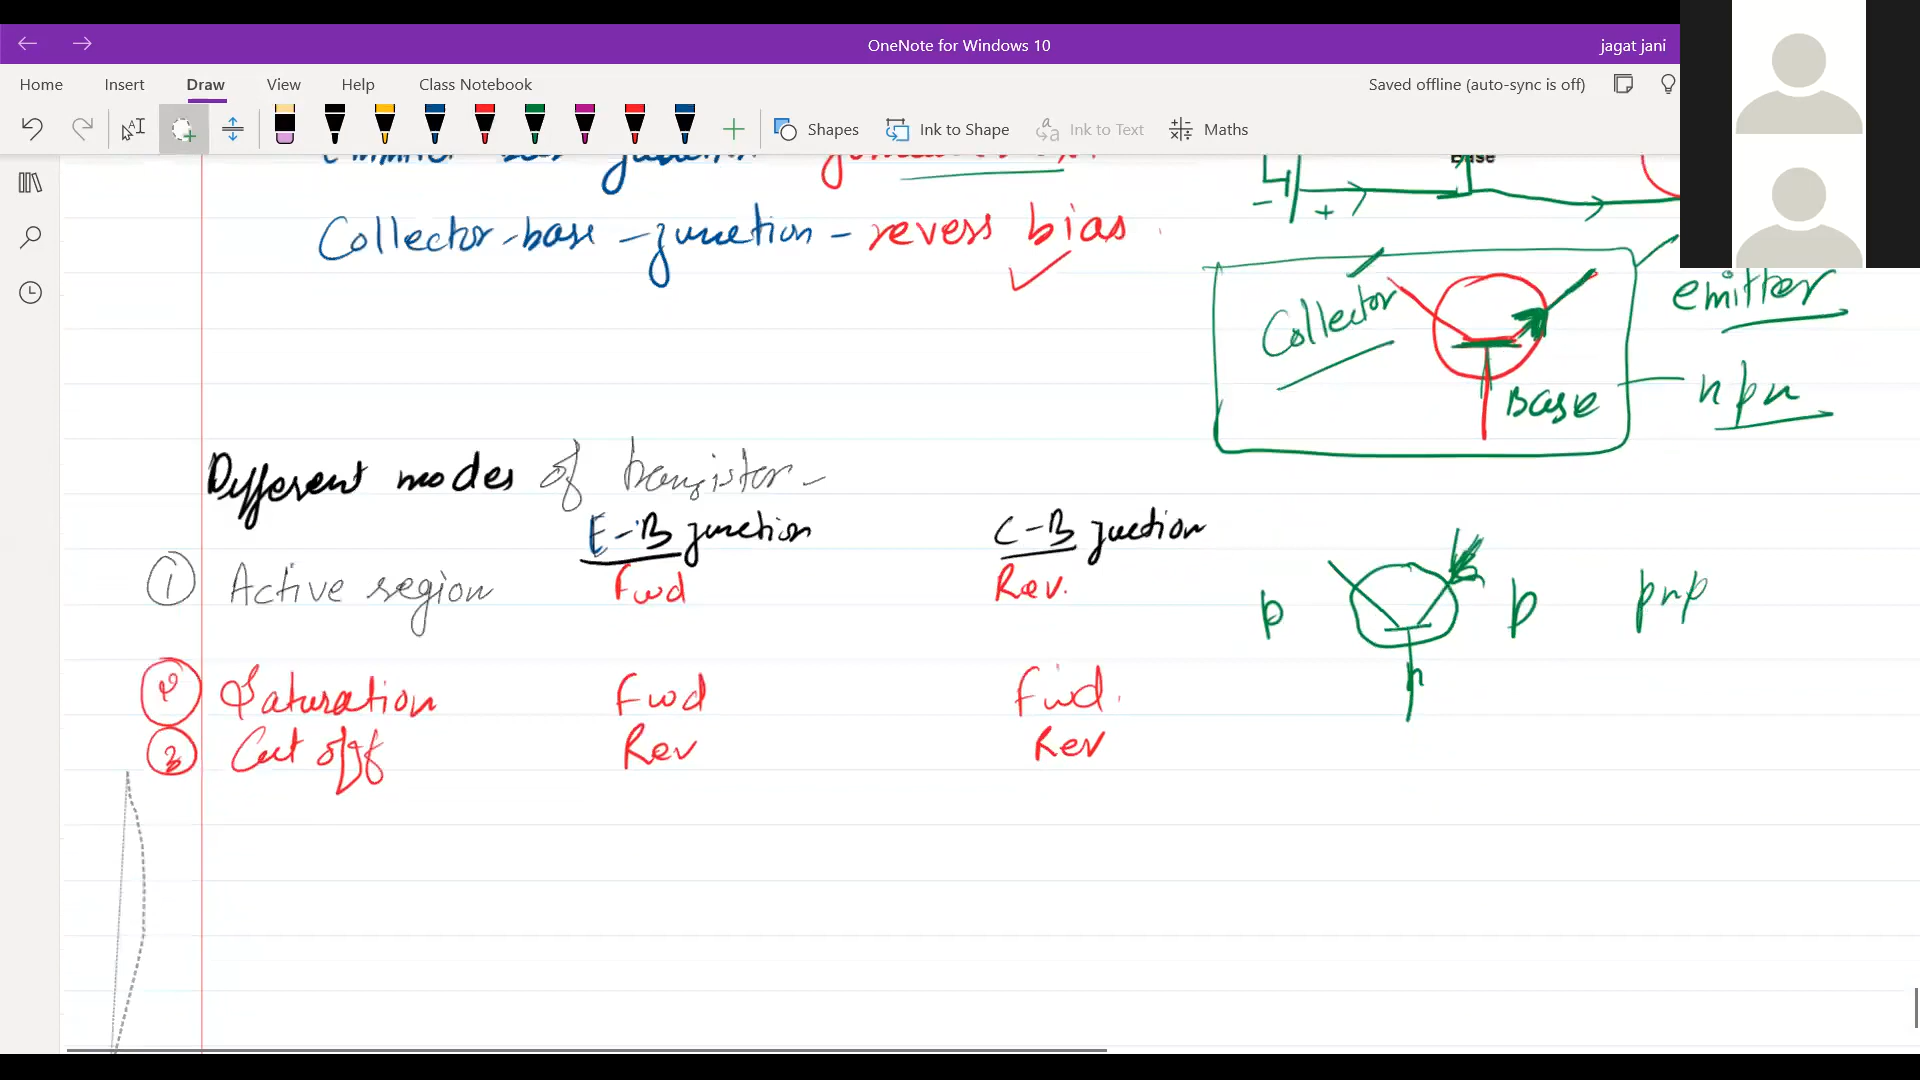 OneNote for Windows 10
jagat jani
Home Insert Draw View Help Class Notebook
Saved offline (auto-sync is off)
Shapes Ink to Shape Ink to Text Maths
junction
Base
Collector-base-junction - revess bias
- +
Collector
emitter
Base
npn
Different modes of transistor -
E-B junction C-B juction
1 Active region Fwd Rev.
p p pnp
n
2 Saturation Fwd Fwd.
3 Cut off Rev Rev